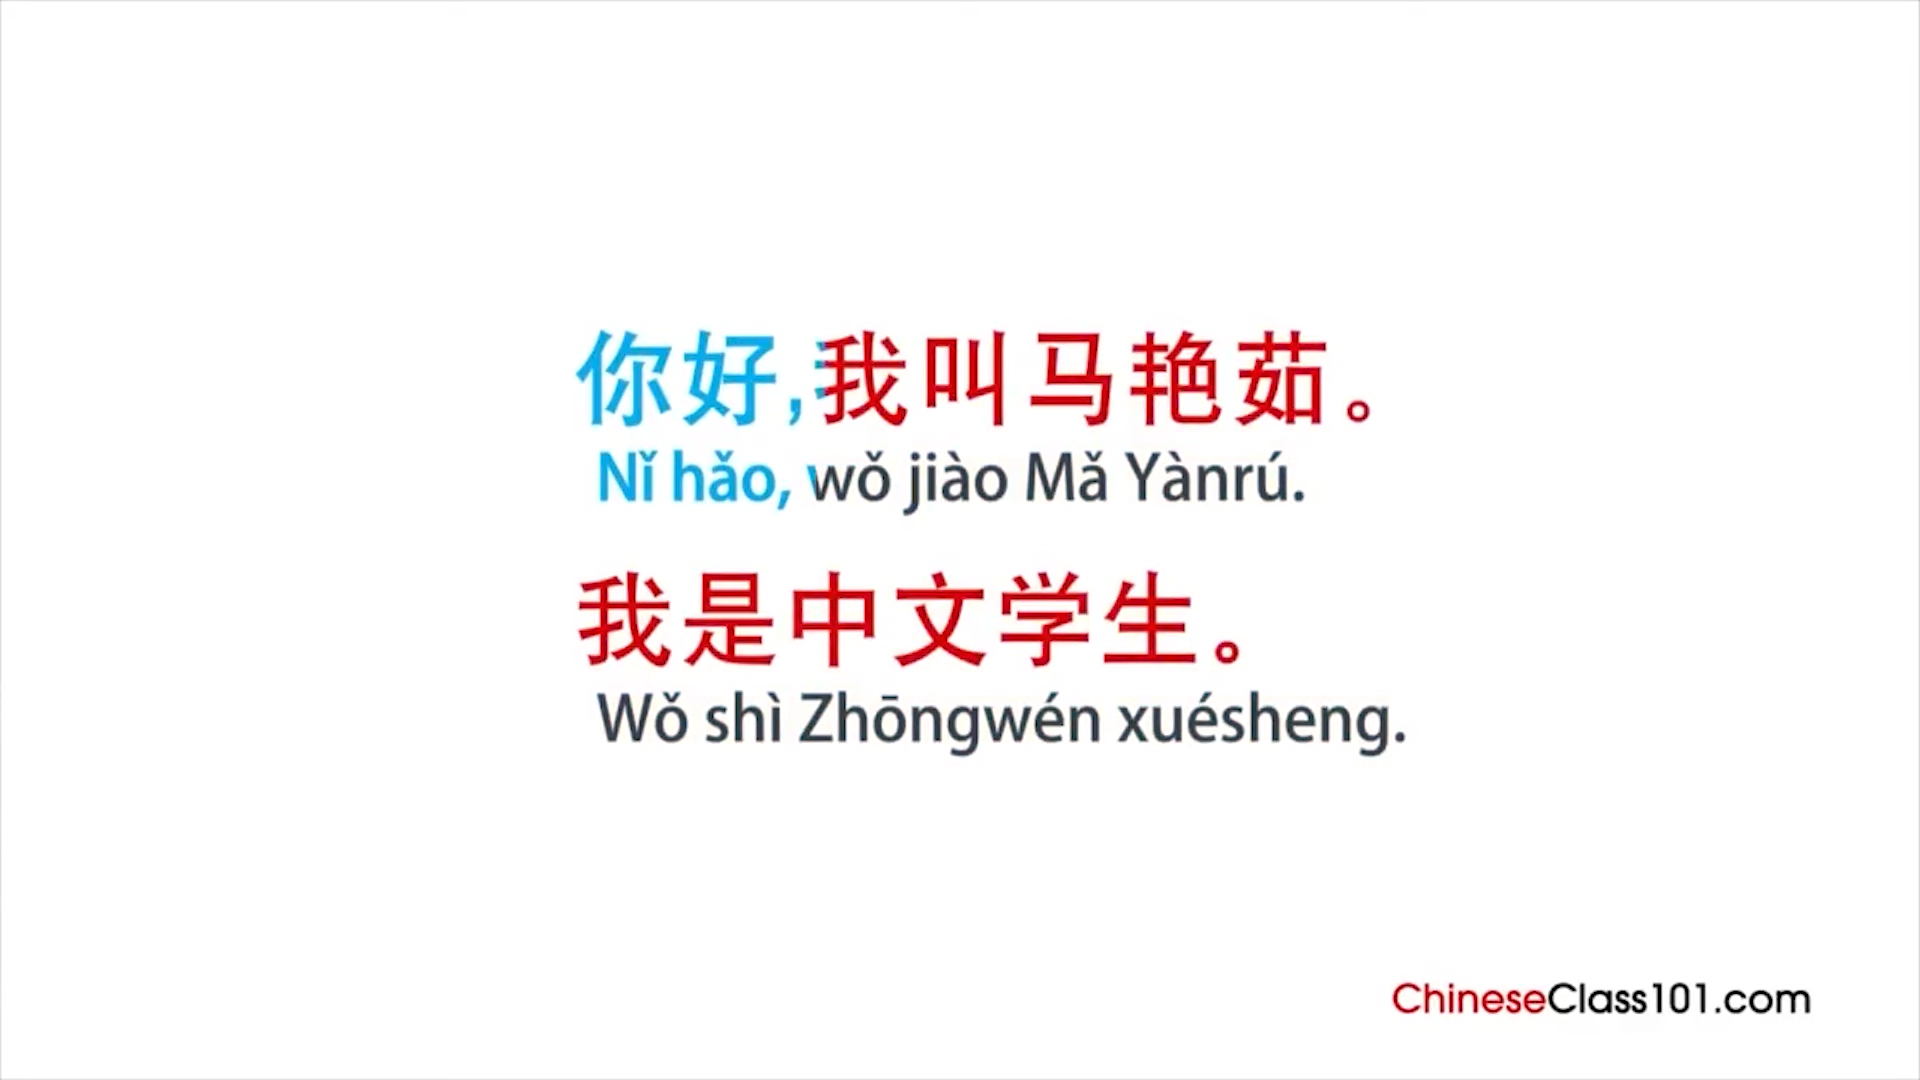 你好,我叫马艳茹。
Nǐ hǎo, wǒ jiào Mǎ Yànrú.
我是中文学生。
Wǒ shì Zhōngwén xuésheng.
ChineseClass101.com